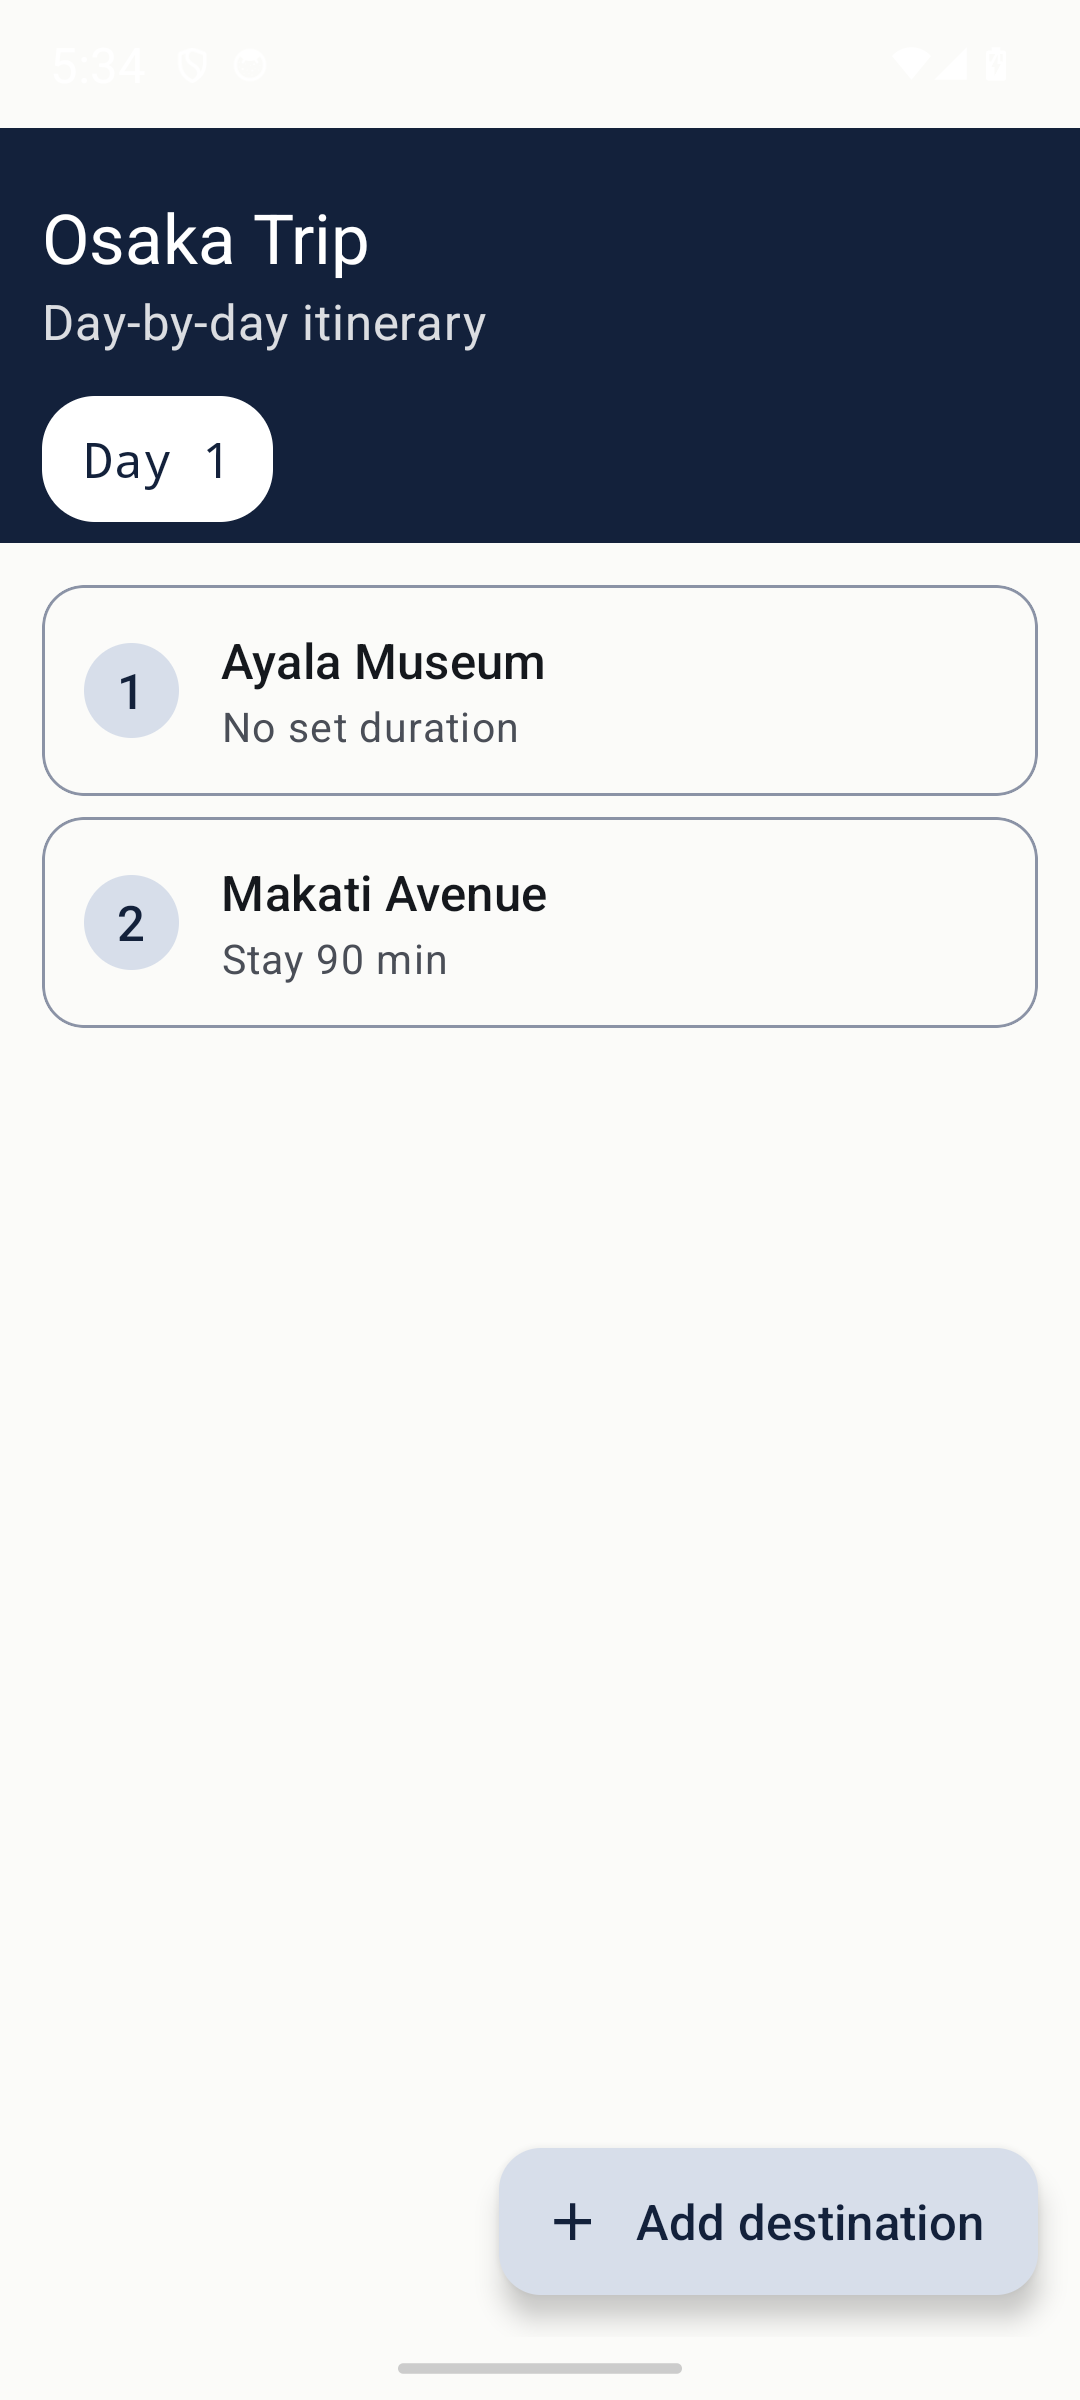 5:34
Osaka Trip
Day-by-day itinerary
Day 1
1
Ayala Museum
No set duration
2
Makati Avenue
Stay 90 min
+ Add destination